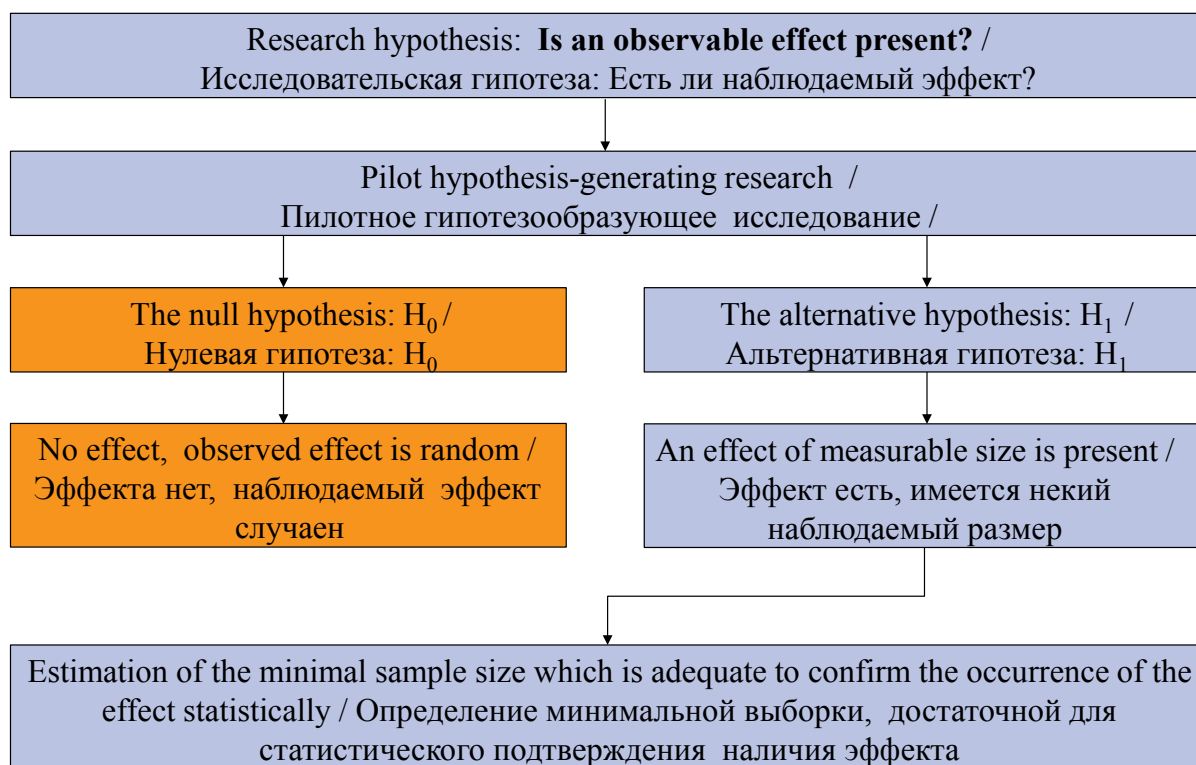 Research hypothesis: Is an observable effect present? /
Исследовательская гипотеза: Есть ли наблюдаемый эффект?
Pilot hypothesis-generating research /
Пилотное гипотезообразующее исследование /
The null hypothesis: H₀ /
Нулевая гипотеза: H₀
The alternative hypothesis: H₁ /
Альтернативная гипотеза: H₁
No effect, observed effect is random /
Эффекта нет, наблюдаемый эффект
случаен
An effect of measurable size is present /
Эффект есть, имеется некий
наблюдаемый размер
Estimation of the minimal sample size which is adequate to confirm the occurrence of the
effect statistically / Определение минимальной выборки, достаточной для
статистического подтверждения наличия эффекта